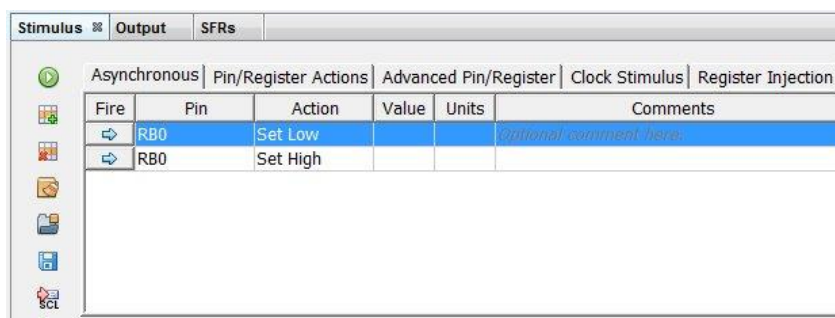 Stimulus Output SFRs
Asynchronous Pin/Register Actions Advanced Pin/Register Clock Stimulus Register Injection
Fire Pin Action Value Units Comments
RB0 Set Low Optional comment here.
RB0 Set High
SCL